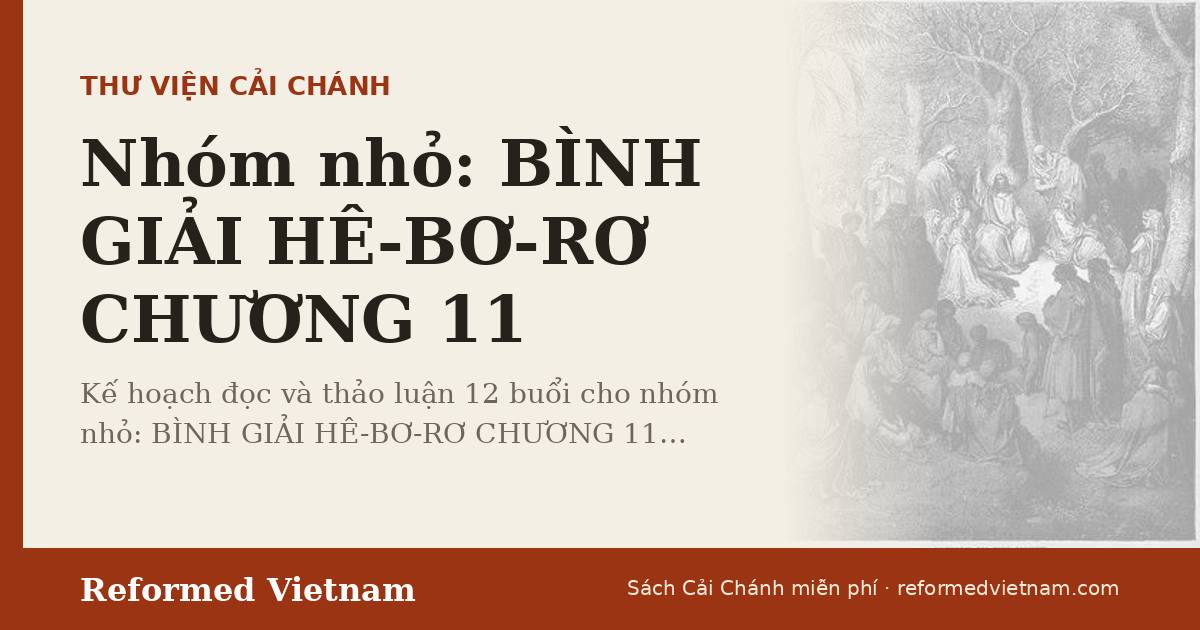 THƯ VIỆN CẢI CHÁNH
Nhóm nhỏ: BÌNH
GIẢI HÊ-BƠ-RƠ
CHƯƠNG 11
Kế hoạch đọc và thảo luận 12 buổi cho nhóm
nhỏ: BÌNH GIẢI HÊ-BƠ-RƠ CHƯƠNG 11...
Reformed Vietnam
Sách Cải Chánh miễn phí · reformedvietnam.com